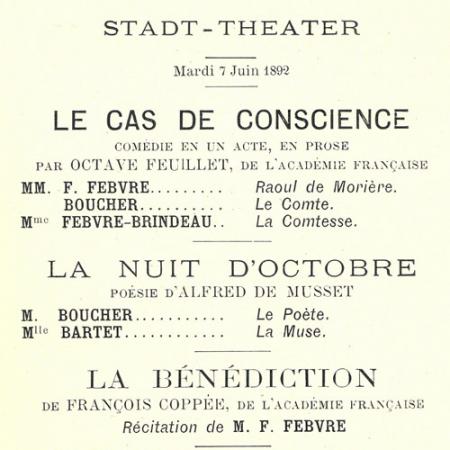 STADT-THEATER
Mardi 7 Juin 1892
LE CAS DE CONSCIENCE
COMÉDIE EN UN ACTE, EN PROSE
PAR OCTAVE FEUILLET, DE L'ACADÉMIE FRANÇAISE
MM. F. FEBVRE......... Raoul de Morière.
BOUCHER.......... Le Comte.
Mme FEBVRE-BRINDEAU.. La Comtesse.
LA NUIT D'OCTOBRE
POÉSIE D'ALFRED DE MUSSET
M. BOUCHER........... Le Poète.
Mlle BARTET............ La Muse.
LA BÉNÉDICTION
DE FRANÇOIS COPPÉE, DE L'ACADÉMIE FRANÇAISE
Récitation de M. F. FEBVRE